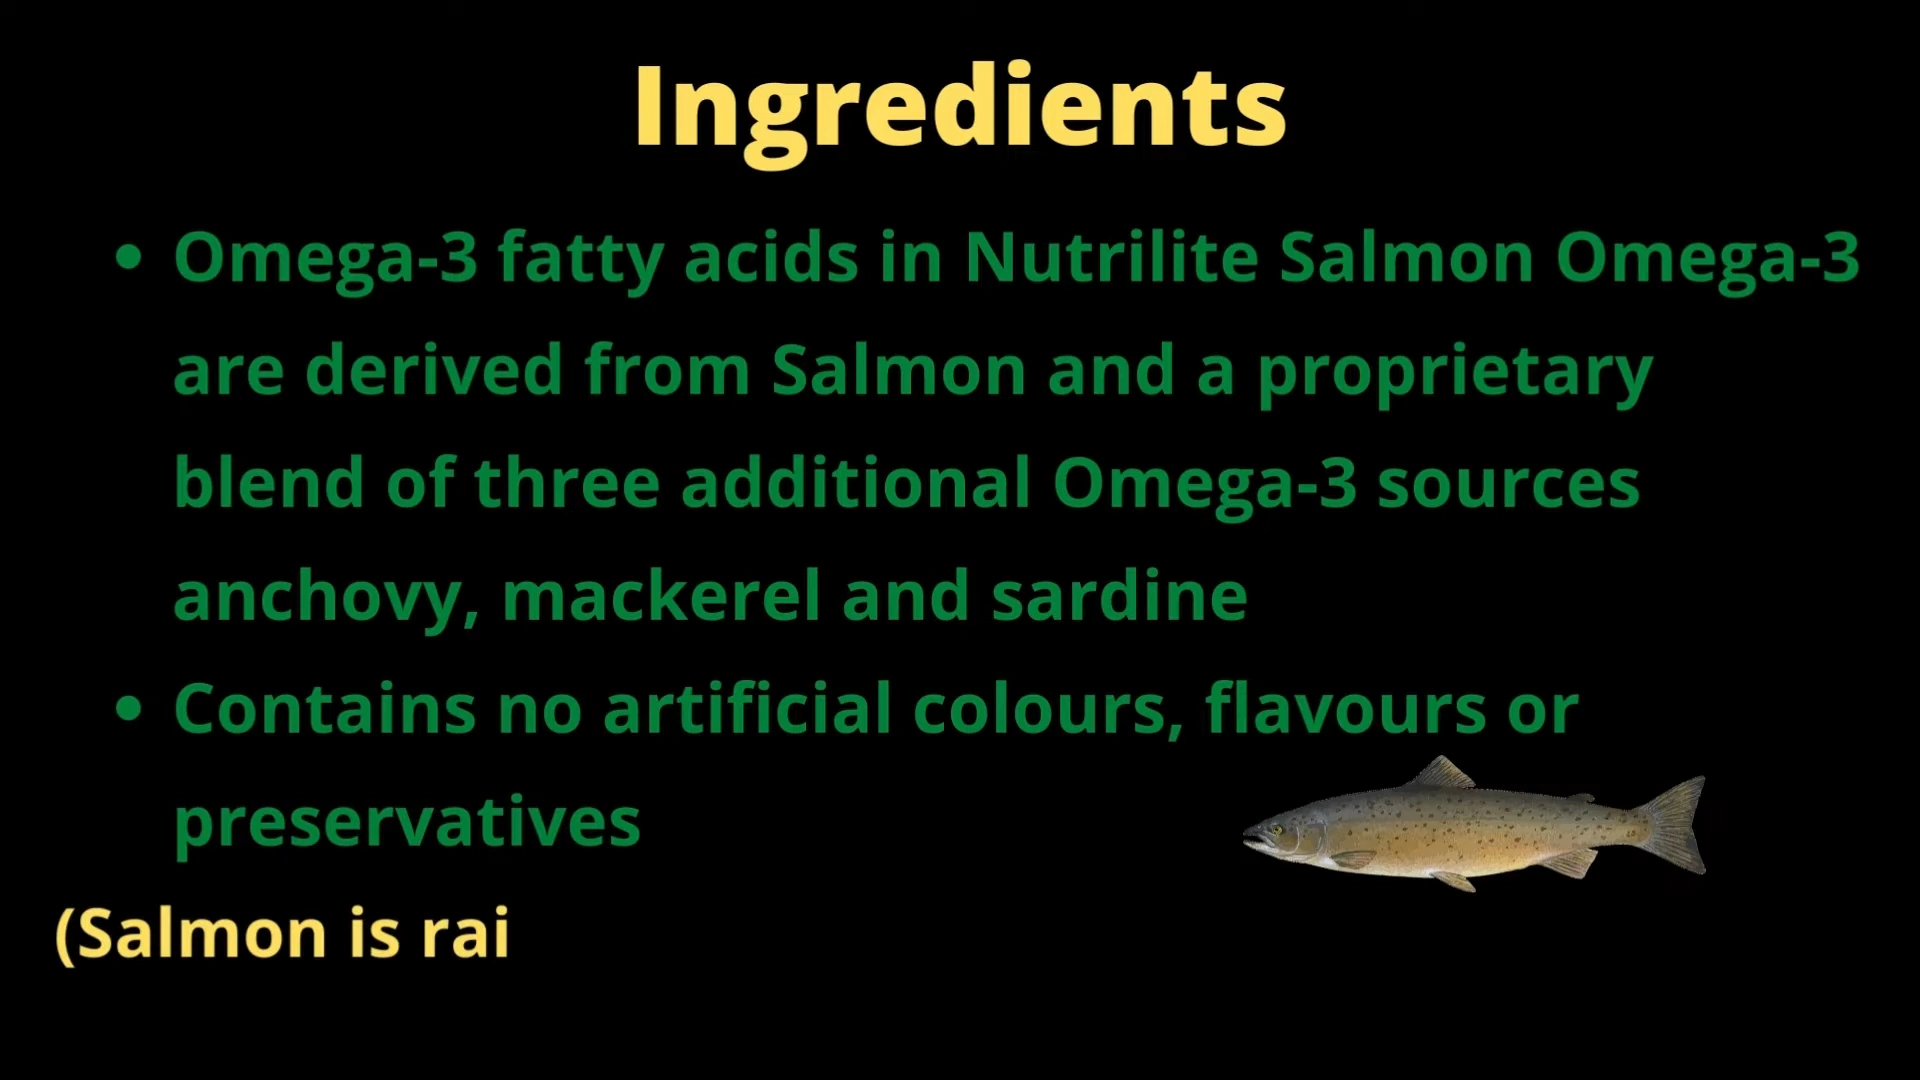 Ingredients
• Omega-3 fatty acids in Nutrilite Salmon Omega-3
are derived from Salmon and a proprietary
blend of three additional Omega-3 sources
anchovy, mackerel and sardine
• Contains no artificial colours, flavours or
preservatives
(Salmon is rai